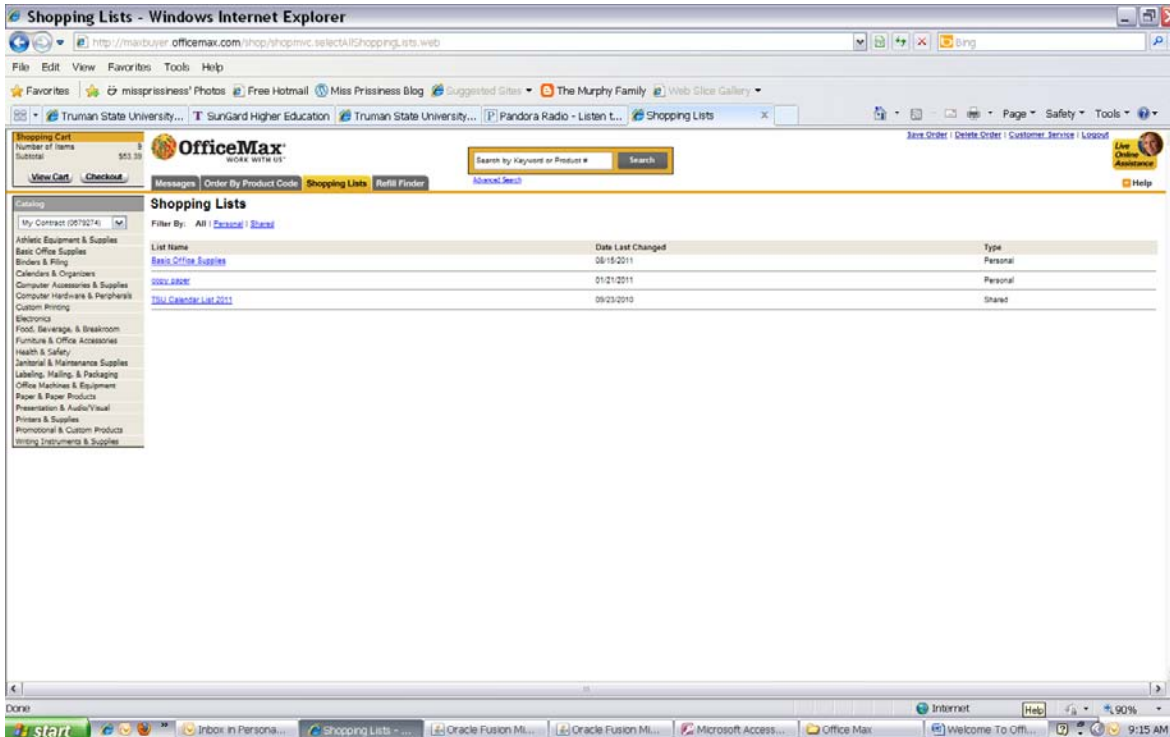 Shopping Lists - Windows Internet Explorer
http://maxbuyer.officemax.com/shop/shopmvc.selectAllShoppingLists.web
Bing
File Edit View Favorites Tools Help
Favorites missprissiness' Photos Free Hotmail Miss Prissiness Blog Suggested Sites The Murphy Family Web Slice Gallery
Truman State University... SunGard Higher Education Truman State University... Pandora Radio - Listen t... Shopping Lists x Page Safety Tools
Shopping Cart
Number of Items 9
Subtotal $53.39
View Cart Checkout
OfficeMax
WORK WITH US
Search by Keyword or Product # Search
Advanced Search
Save Order | Delete Order | Customer Service | Logout
Live Online Assistance
Help
Messages Order By Product Code Shopping Lists Refill Finder
Catalog
My Contract (0679274)
Athletic Equipment & Supplies
Basic Office Supplies
Binders & Filing
Calendars & Organizers
Computer Accessories & Supplies
Computer Hardware & Peripherals
Custom Printing
Electronics
Food, Beverage, & Breakroom
Furniture & Office Accessories
Health & Safety
Janitorial & Maintenance Supplies
Labeling, Mailing, & Packaging
Office Machines & Equipment
Paper & Paper Products
Presentation & Audio/Visual
Printers & Supplies
Promotional & Custom Products
Writing Instruments & Supplies
Shopping Lists
Filter By: All | Personal | Shared
List Name Date Last Changed Type
Basic Office Supplies 08/15/2011 Personal
copy paper 01/21/2011 Personal
TSU Calendar List 2011 09/23/2010 Shared
Done Internet Help 90%
start Inbox in Persona... Shopping Lists - ... Oracle Fusion Mi... Oracle Fusion Mi... Microsoft Access... Office Max Welcome To Offi... 9:15 AM